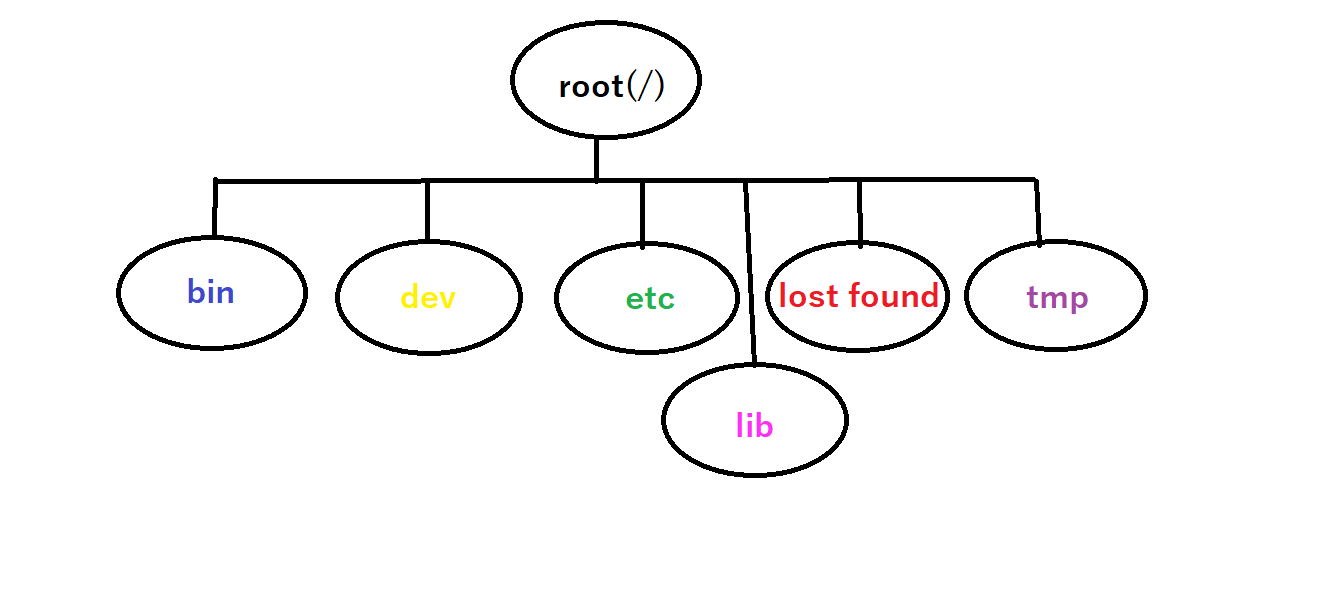 root(/)
bin
dev
etc
lost found
tmp
lib